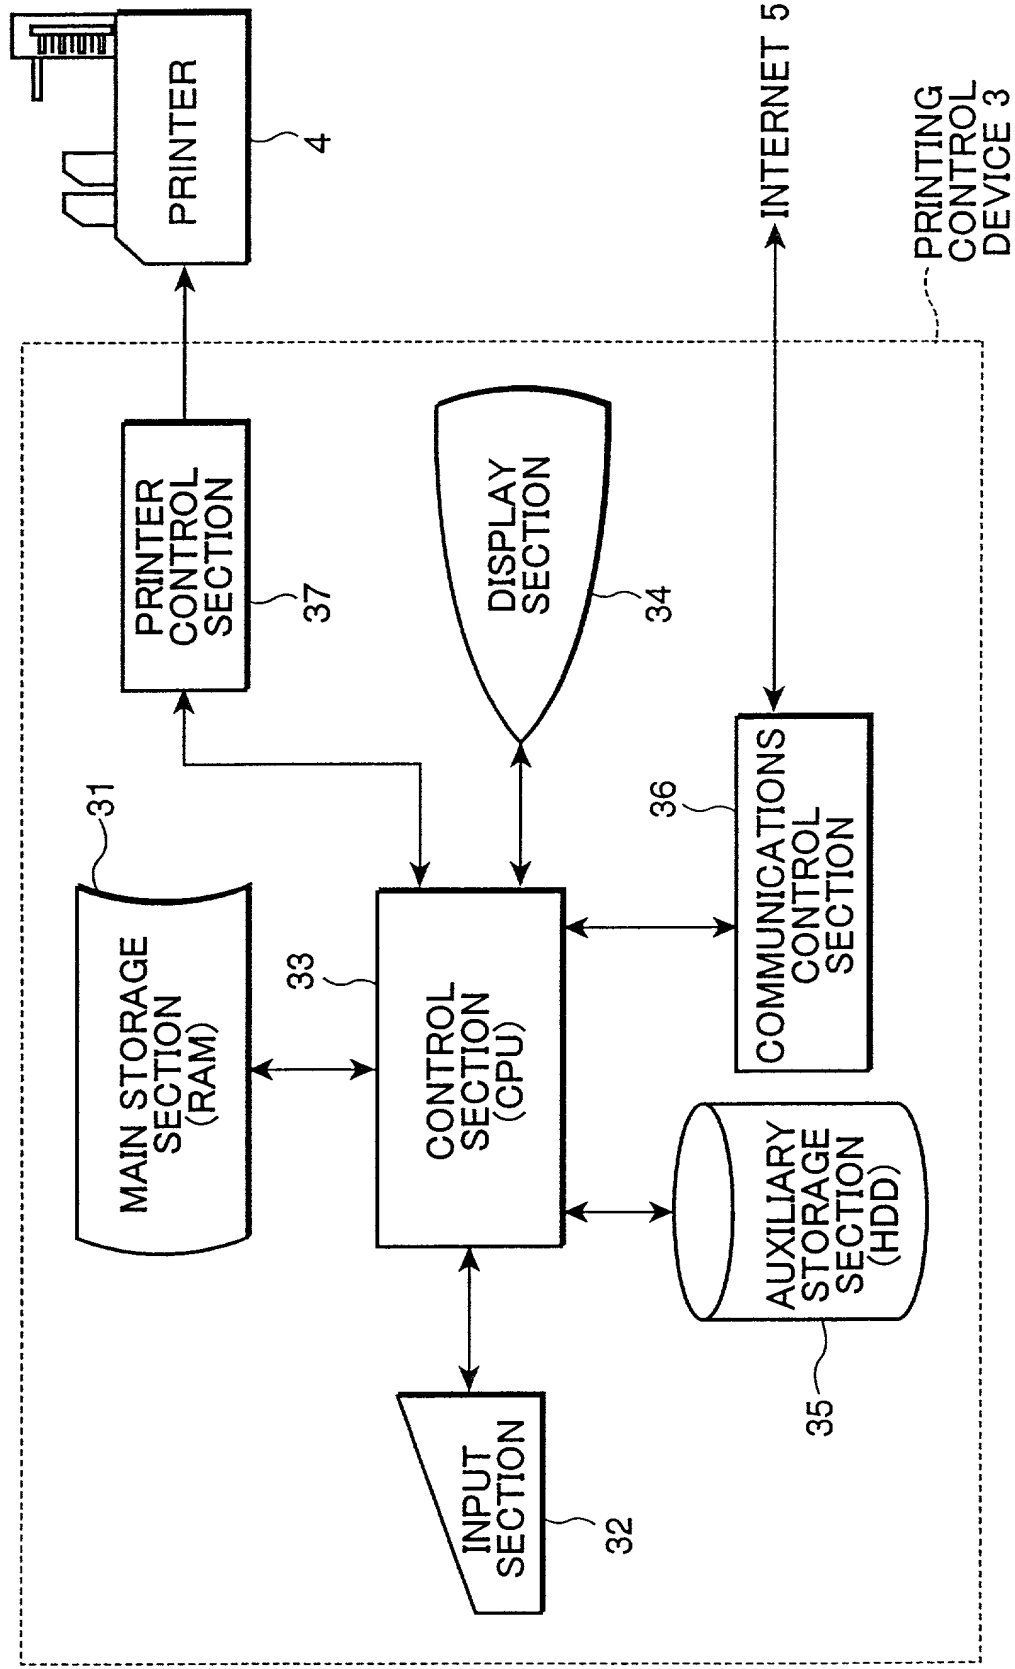 MAIN STORAGE
SECTION
(RAM)
31
PRINTER
CONTROL
SECTION
37
PRINTER
4
INPUT
SECTION
32
CONTROL
SECTION
(CPU)
33
DISPLAY
SECTION
34
AUXILIARY
STORAGE
SECTION
(HDD)
35
COMMUNICATIONS
CONTROL
SECTION
36
INTERNET 5
PRINTING
CONTROL
DEVICE 3